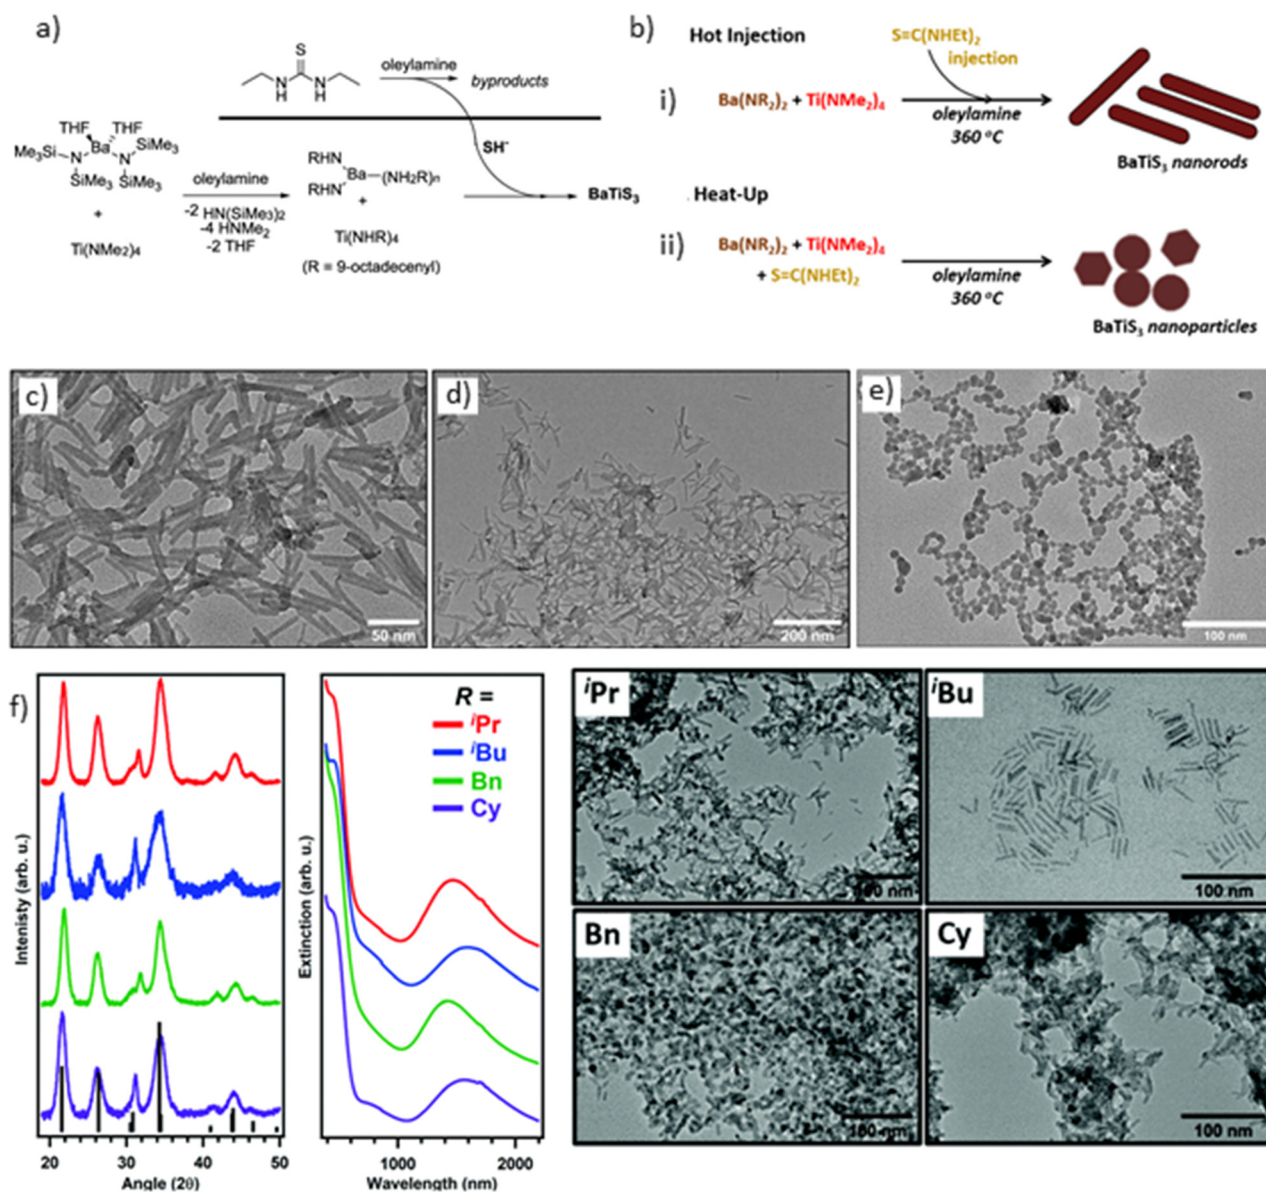 a)
S
N
H
N
H
oleylamine
byproducts
THF
THF
Me₃Si
Ba
SiMe₃
N
N
SiMe₃
SiMe₃
+
Ti(NMe2)₄
oleylamine
-2 HN(SiMe₃)₂
-4 HNMe₂
-2 THF
RHN
Ba—(NH2R)n
RHN
+
Ti(NHR)₄
(R = 9-octadecenyl)
SH⁻
BaTiS₃
b)
Hot Injection
S=C(NHEt)₂
injection
i)
Ba(NR₂)₂ + Ti(NMe₂)₄
oleylamine
360 °C
BaTiS₃ nanorods
Heat-Up
ii)
Ba(NR₂)₂ + Ti(NMe₂)₄
+ S=C(NHEt)₂
oleylamine
360 °C
BaTiS₃ nanoparticles
c)
50 nm
d)
200 nm
e)
100 nm
f)
Intenisty (arb. u.)
20 30 40 50
Angle (2θ)
Extinction (arb. u.)
R =
ⁱPr
ⁱBu
Bn
Cy
1000 2000
Wavelength (nm)
ⁱPr
100 nm
ⁱBu
100 nm
Bn
100 nm
Cy
100 nm